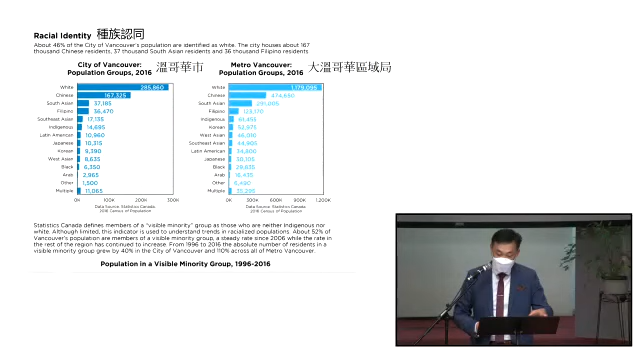 Racial Identity 種族認同
About 46% of the City of Vancouver's population are identified as white. The city houses about 167
thousand Chinese residents, 37 thousand South Asian residents and 36 thousand Filipino residents
City of Vancouver: 溫哥華市
Population Groups, 2016
White 285,860
Chinese 167,325
South Asian 37,185
Filipino 36,470
Southeast Asian 17,135
Indigenous 14,695
Latin American 10,960
Japanese 10,315
Korean 9,390
West Asian 8,635
Black 6,350
Arab 2,965
Other 1,500
Multiple 11,065
0K 100K 200K 300K
Data Source: Statistics Canada,
2016 Census of Population
Metro Vancouver: 大溫哥華區域局
Population Groups, 2016
White 1,179,095
Chinese 474,660
South Asian 291,005
Filipino 123,170
Indigenous 61,455
Korean 52,975
West Asian 46,010
Southeast Asian 44,905
Latin American 34,800
Japanese 30,105
Black 29,835
Arab 16,435
Other 6,490
Multiple 35,295
0K 300K 600K 900K 1,200K
Data Source: Statistics Canada,
2016 Census of Population
Statistics Canada defines members of a "visible minority" group as those who are neither Indigenous nor
white. Although limited, this indicator is used to understand trends in racialized populations. About 52% of
Vancouver's population are members of a visible minority group, a steady rate since 2006 while the rate in
the rest of the region has continued to increase. From 1996 to 2016 the absolute number of residents in a
visible minority group grew by 40% in the City of Vancouver and 110% across all of Metro Vancouver.
Population in a Visible Minority Group, 1996-2016